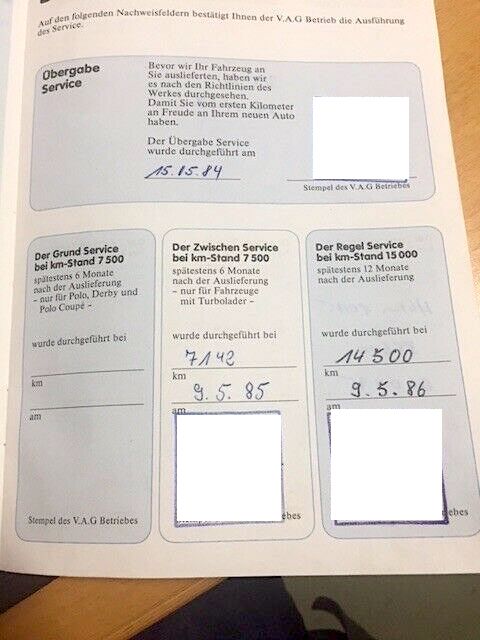 Auf den folgenden Nachweisfeldern bestätigt Ihnen der V.A.G Betrieb die Ausführung
des Service.
Übergabe
Service
Bevor wir Ihr Fahrzeug an
Sie auslieferten, haben wir
es nach den Richtlinien des
Werkes durchgesehen.
Damit Sie vom ersten Kilometer
an Freude an Ihrem neuen Auto
haben.
Der Übergabe Service
wurde durchgeführt am
15.05.84
Stempel des V.A.G Betriebes
Der Grund Service
bei km-Stand 7500
spätestens 6 Monate
nach der Auslieferung
- nur für Polo, Derby und
Polo Coupé -
wurde durchgeführt bei
km
am
Stempel des V.A.G Betriebes
Der Zwischen Service
bei km-Stand 7500
spätestens 6 Monate
nach der Auslieferung
- nur für Fahrzeuge
mit Turbolader -
wurde durchgeführt bei
7142
km
9.5.85
am
ebes
Der Regel Service
bei km-Stand 15000
spätestens 12 Monate
nach der Auslieferung
wurde durchgeführt bei
14500
km
9.5.86
am
ebes